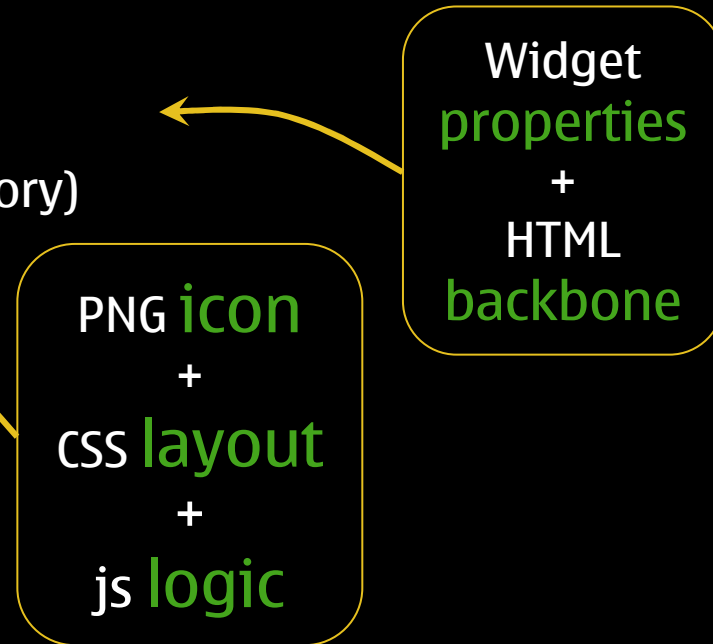 Widget
properties
+
HTML
backbone
ory)
PNG icon
+
CSS layout
+
js logic